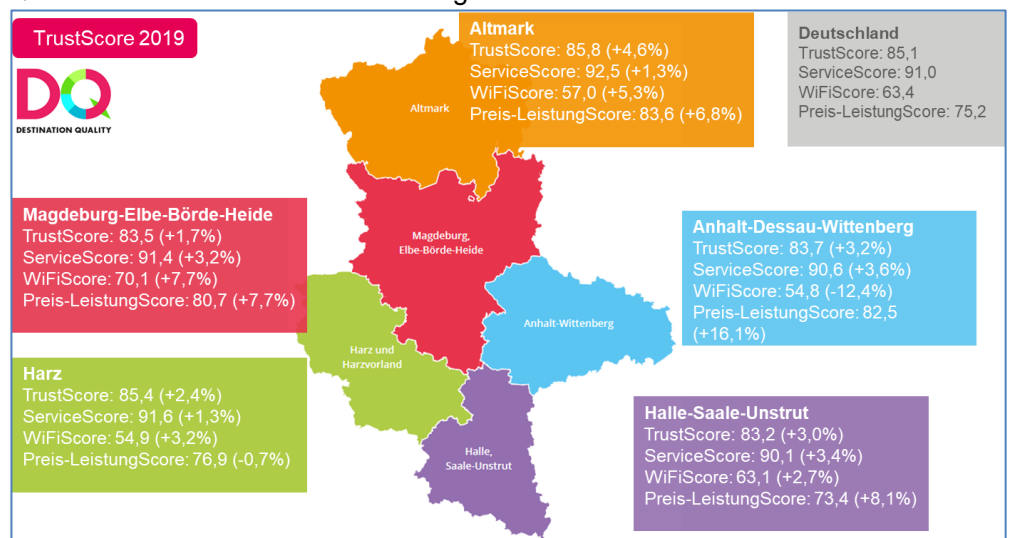 TrustScore 2019
DQ
DESTINATION QUALITY
Altmark
TrustScore: 85,8 (+4,6%)
ServiceScore: 92,5 (+1,3%)
WiFiScore: 57,0 (+5,3%)
Preis-LeistungScore: 83,6 (+6,8%)
Deutschland
TrustScore: 85,1
ServiceScore: 91,0
WiFiScore: 63,4
Preis-LeistungScore: 75,2
Altmark
Magdeburg-Elbe-Börde-Heide
TrustScore: 83,5 (+1,7%)
ServiceScore: 91,4 (+3,2%)
WiFiScore: 70,1 (+7,7%)
Preis-LeistungScore: 80,7 (+7,7%)
Magdeburg,
Elbe-Börde-Heide
Anhalt-Dessau-Wittenberg
TrustScore: 83,7 (+3,2%)
ServiceScore: 90,6 (+3,6%)
WiFiScore: 54,8 (-12,4%)
Preis-LeistungScore: 82,5
(+16,1%)
Anhalt-Wittenberg
Harz und
Harzvorland
Harz
TrustScore: 85,4 (+2,4%)
ServiceScore: 91,6 (+1,3%)
WiFiScore: 54,9 (+3,2%)
Preis-LeistungScore: 76,9 (-0,7%)
Halle,
Saale-Unstrut
Halle-Saale-Unstrut
TrustScore: 83,2 (+3,0%)
ServiceScore: 90,1 (+3,4%)
WiFiScore: 63,1 (+2,7%)
Preis-LeistungScore: 73,4 (+8,1%)